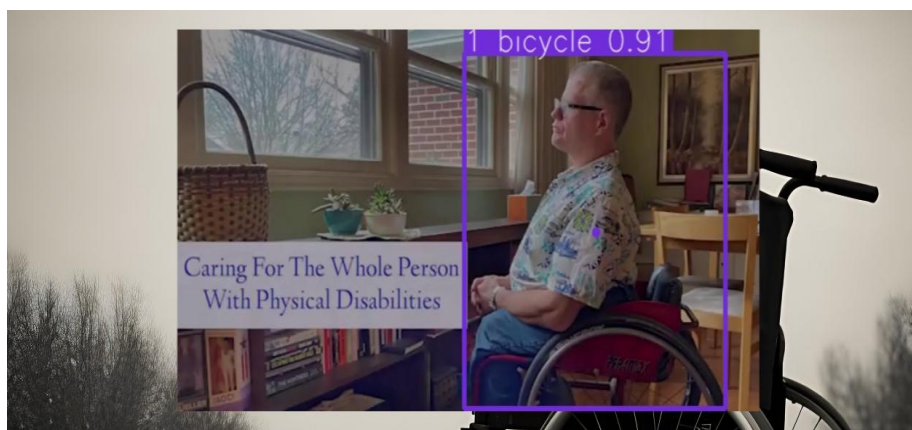 1 bicycle 0.91
Caring For The Whole Person
With Physical Disabilities